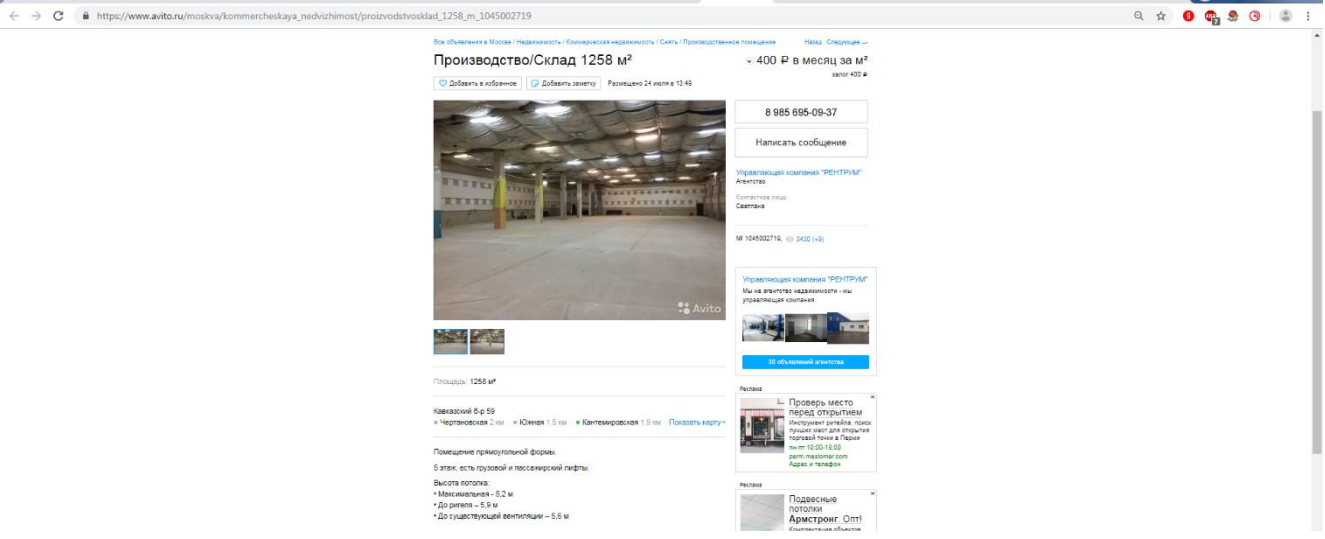 https://www.avito.ru/moskva/kommercheskaya_nedvizhimost/proizvodstvosklad_1258_m_1045002719
Все объявления в Москве / Недвижимость / Коммерческая недвижимость / Снять / Производственное помещение
Назад Следующее →
Производство/Склад 1258 м²
400 ₽ в месяц за м²
залог 400 ₽
Добавить в избранное
Добавить заметку
Размещено 24 июля в 13:49
8 985 695-09-37
Написать сообщение
Управляющая компания "РЕНТРУМ"
Агентство
Контактное лицо
Светлана
№ 1045002719, 3430 (+9)
Avito
Управляющая компания "РЕНТРУМ"
Мы не агентство недвижимости - мы
управляющая компания.
30 объявлений агентства
Площадь: 1258 м²
Кавказский б-р 59
Чертановская 2 км Южная 1.5 км Кантемировская 1.9 км Показать карту
Помещение прямоугольной формы.
5 этаж, есть грузовой и пассажирский лифты.
Высота потолка:
• Максимальная - 8,2 м
• До ригеля – 5,9 м
• До существующей вентиляции – 5,6 м
Реклама
Проверь место
перед открытием
Инструмент ритейла: поиск
лучших мест для открытия
торговой точки в Перми
пн-пт 10:00-18:00
perm.mestomer.com
Адрес и телефон
Реклама
Подвесные
потолки
Армстронг. Опт!
Комплектация объектов